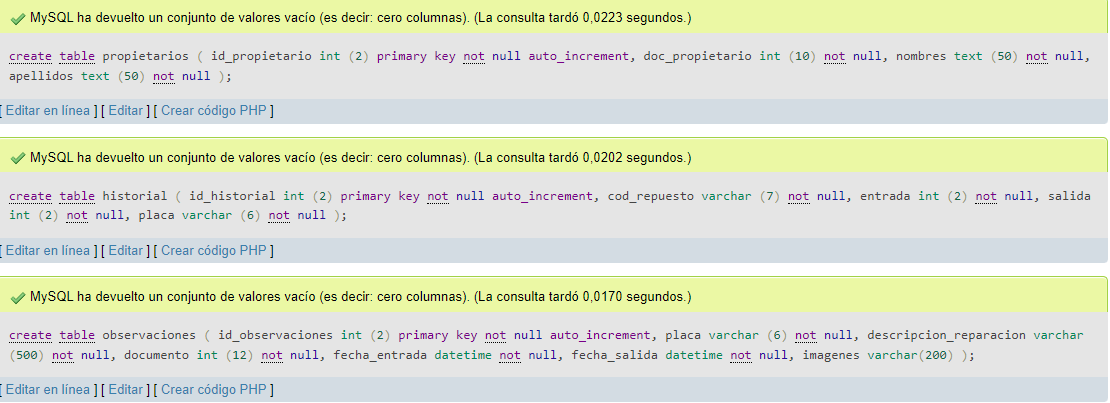 MySQL ha devuelto un conjunto de valores vacío (es decir: cero columnas). (La consulta tardó 0,0223 segundos.)
create table propietarios ( id_propietario int (2) primary key not null auto_increment, doc_propietario int (10) not null, nombres text (50) not null,
apellidos text (50) not null );
[ Editar en línea ] [ Editar ] [ Crear código PHP ]
MySQL ha devuelto un conjunto de valores vacío (es decir: cero columnas). (La consulta tardó 0,0202 segundos.)
create table historial ( id_historial int (2) primary key not null auto_increment, cod_repuesto varchar (7) not null, entrada int (2) not null, salida
int (2) not null, placa varchar (6) not null );
[ Editar en línea ] [ Editar ] [ Crear código PHP ]
MySQL ha devuelto un conjunto de valores vacío (es decir: cero columnas). (La consulta tardó 0,0170 segundos.)
create table observaciones ( id_observaciones int (2) primary key not null auto_increment, placa varchar (6) not null, descripcion_reparacion varchar
(500) not null, documento int (12) not null, fecha_entrada datetime not null, fecha_salida datetime not null, imagenes varchar(200) );
[ Editar en línea ] [ Editar ] [ Crear código PHP ]